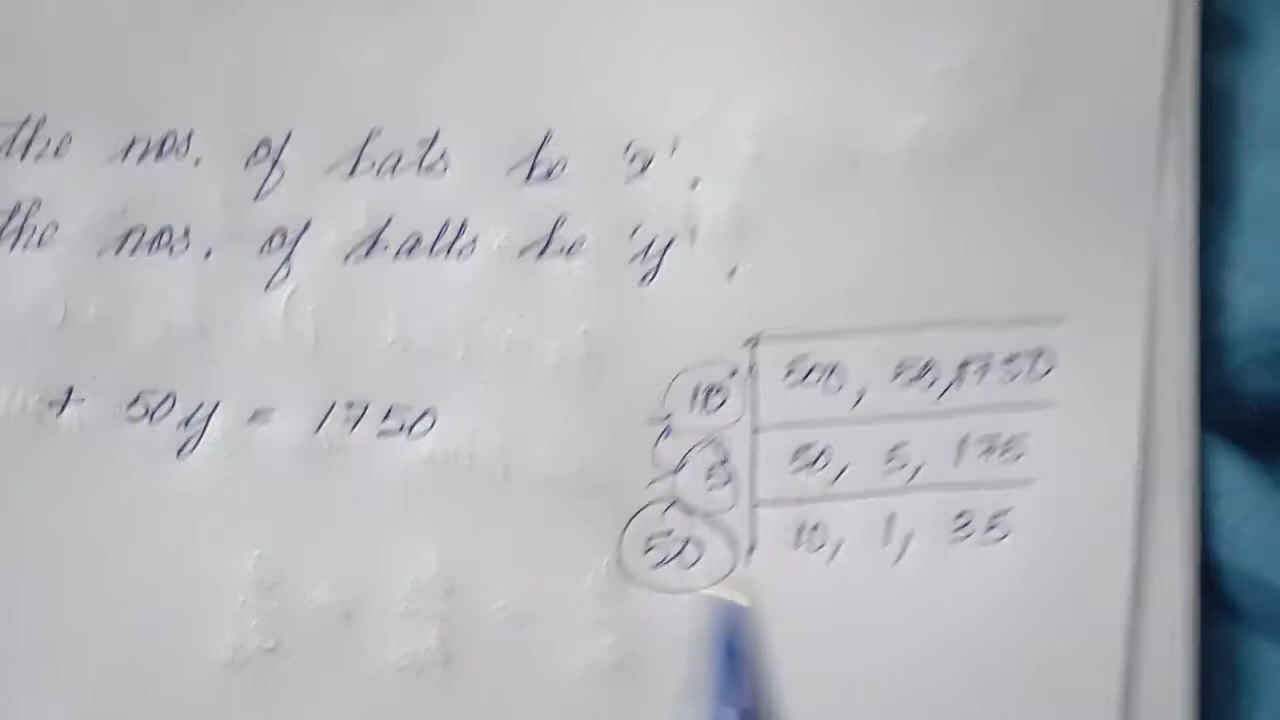 the nos. of bats be 'x'.
the nos. of balls be 'y'.
+ 50y = 1750
10 500, 50, 1750
5 50, 5, 175
50 10, 1, 35